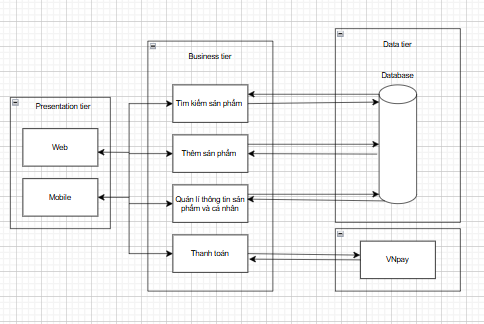 Presentation tier
Web
Mobile
Business tier
Tìm kiếm sản phẩm
Thêm sản phẩm
Quản lí thông tin sản
phẩm và cá nhân
Thanh toán
Data tier
Database
VNpay